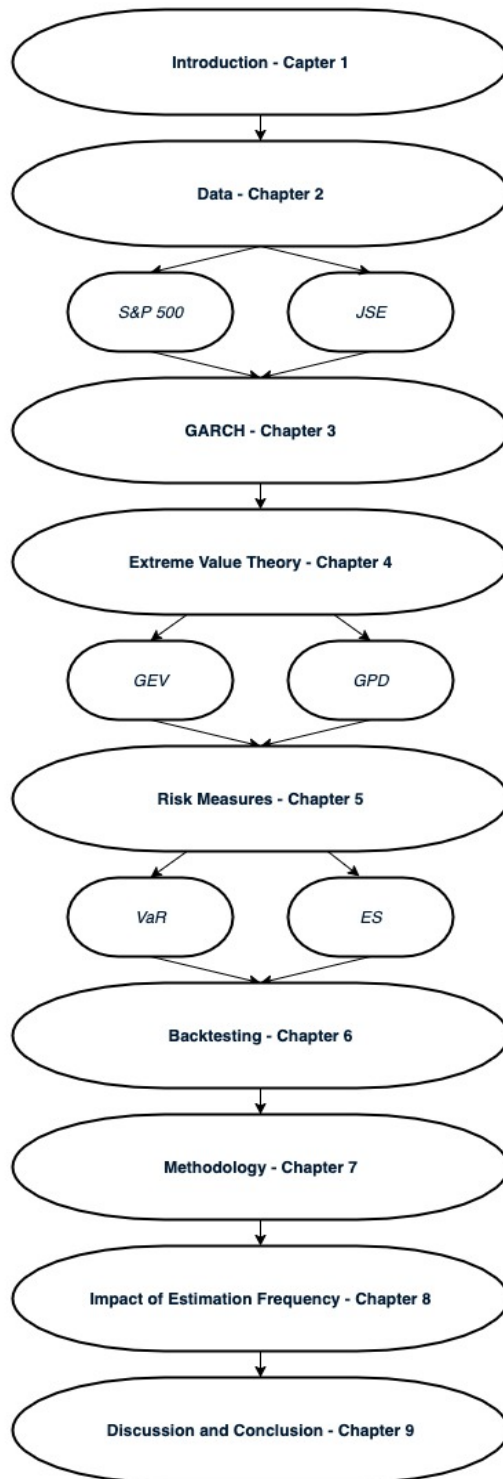 Introduction - Capter 1
Data - Chapter 2
S&P 500
JSE
GARCH - Chapter 3
Extreme Value Theory - Chapter 4
GEV
GPD
Risk Measures - Chapter 5
VaR
ES
Backtesting - Chapter 6
Methodology - Chapter 7
Impact of Estimation Frequency - Chapter 8
Discussion and Conclusion - Chapter 9